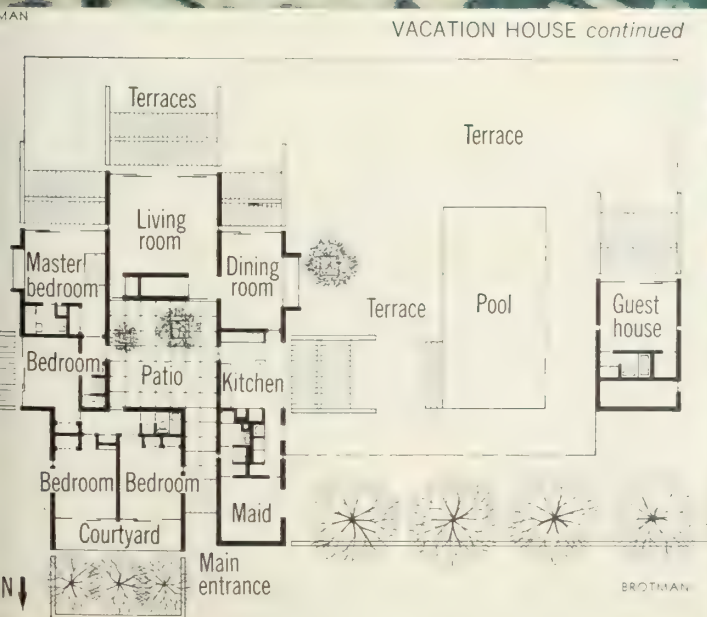 MAN
VACATION HOUSE continued
Terraces
Terrace
Living
room
Master
bedroom
Dining
room
Terrace
Pool
Guest
house
Bedroom
Patio
Kitchen
Bedroom
Bedroom
Maid
Courtyard
Main
entrance
N
BROTMAN